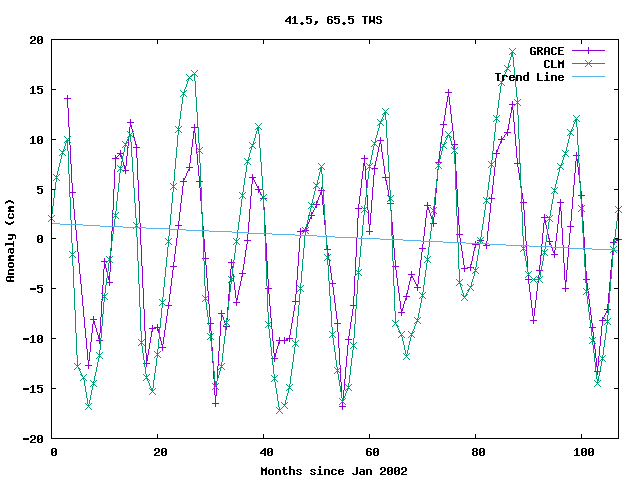 41.5, 65.5 TWS
GRACE
CLM
Trend Line
20
15
10
5
0
-5
-10
-15
-20
Anomaly (cm)
0 20 40 60 80 100
Months since Jan 2002